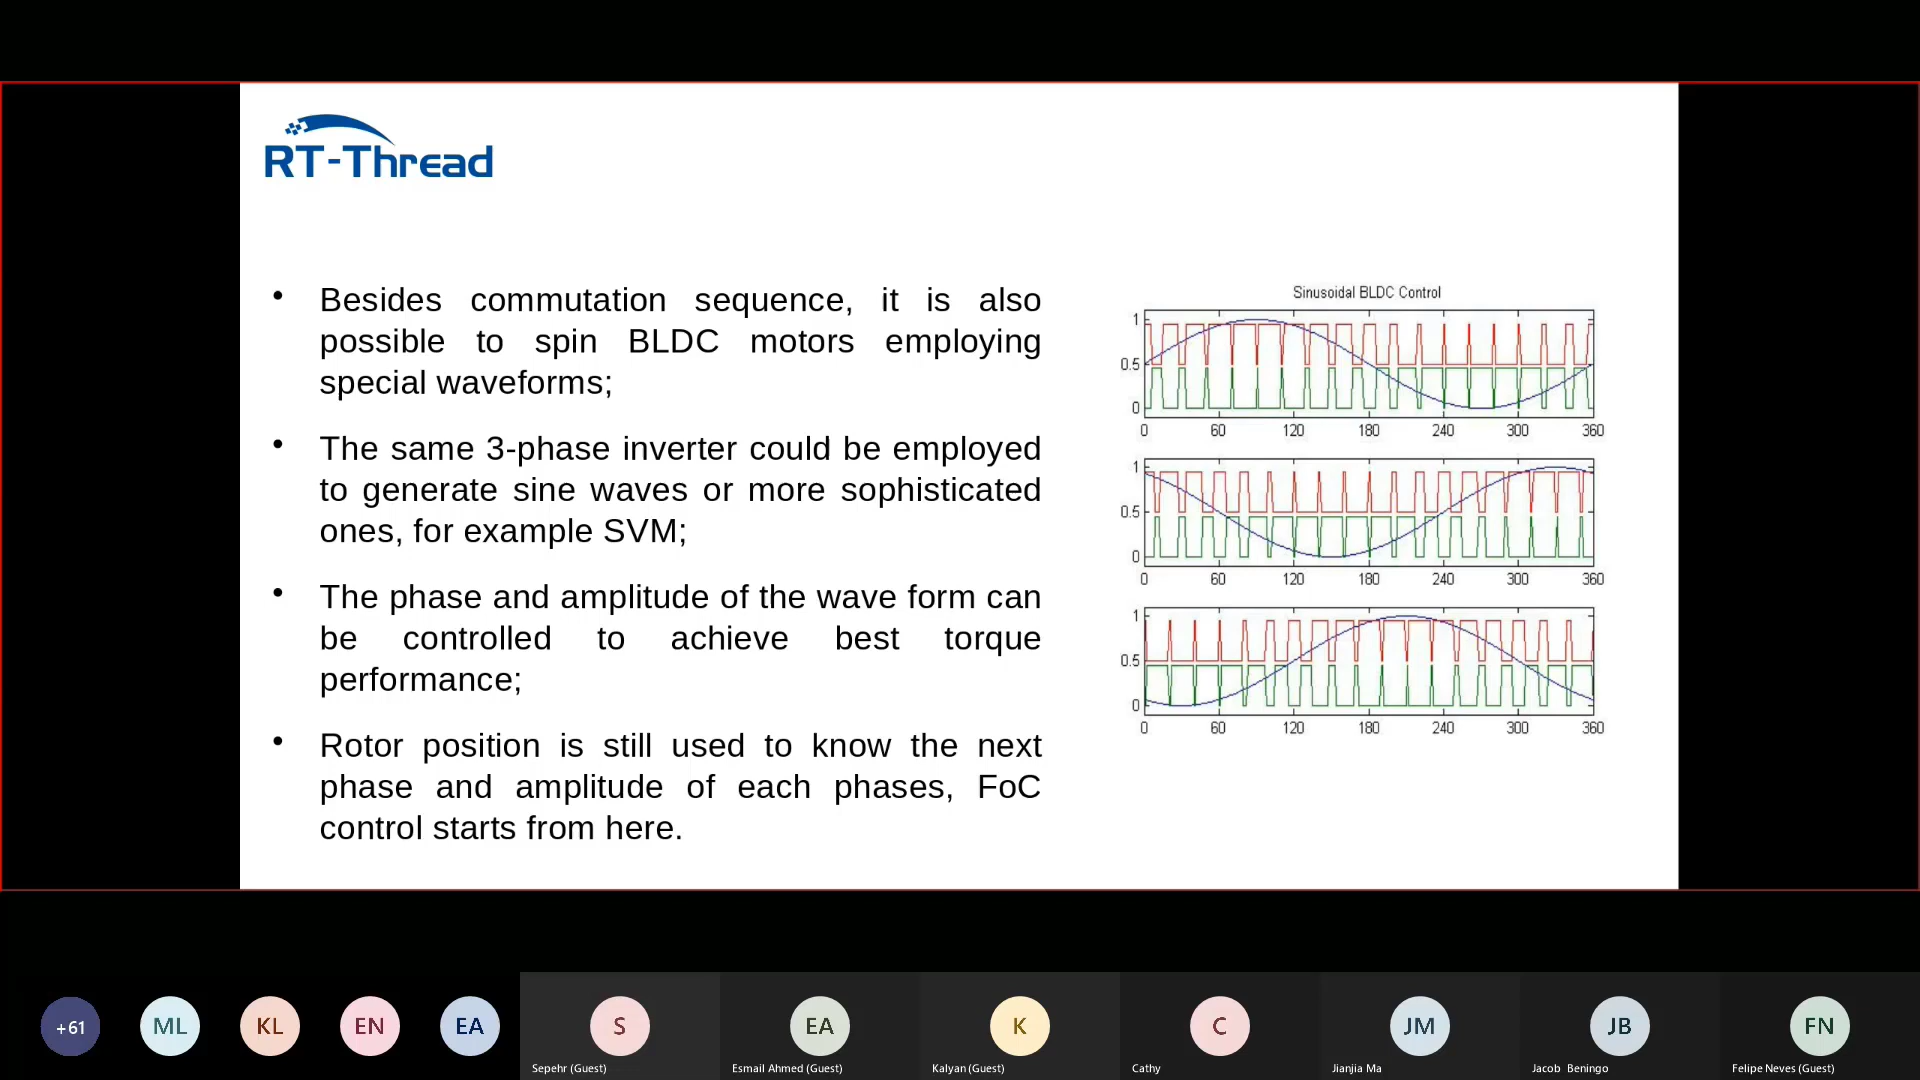 RT-Thread
• Besides commutation sequence, it is also
possible to spin BLDC motors employing
special waveforms;
• The same 3-phase inverter could be employed
to generate sine waves or more sophisticated
ones, for example SVM;
• The phase and amplitude of the wave form can
be controlled to achieve best torque
performance;
• Rotor position is still used to know the next
phase and amplitude of each phases, FoC
control starts from here.
Sinusoidal BLDC Control
1
0.5
0
0 60 120 180 240 300 360
1
0.5
0
0 60 120 180 240 300 360
1
0.5
0
0 60 120 180 240 300 360
+61 ML KL EN EA S EA K C JM JB FN
Sepehr (Guest) Esmail Ahmed (Guest) Kalyan (Guest) Cathy Jianjia Ma Jacob Beningo Felipe Neves (Guest)